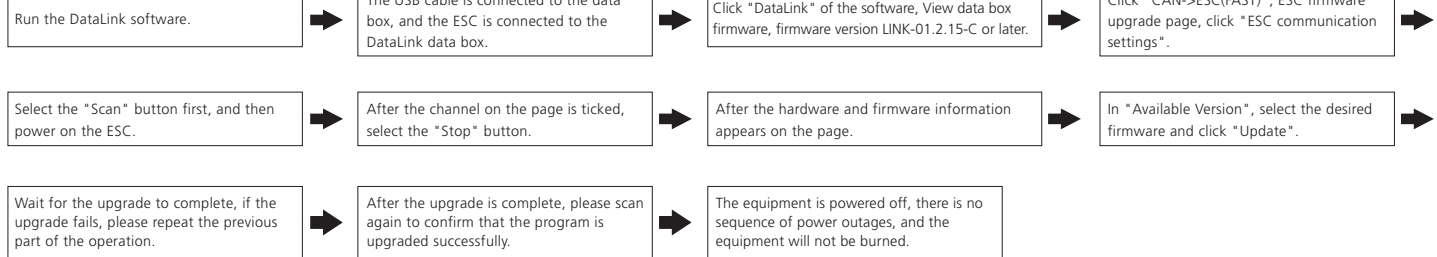 Run the DataLink software.
The USB cable is connected to the data
box, and the ESC is connected to the
DataLink data box.
Click "DataLink" of the software, View data box
firmware, firmware version LINK-01.2.15-C or later.
Click "CAN->ESC(FAST)", ESC firmware
upgrade page, click "ESC communication
settings".
Select the "Scan" button first, and then
power on the ESC.
After the channel on the page is ticked,
select the "Stop" button.
After the hardware and firmware information
appears on the page.
In "Available Version", select the desired
firmware and click "Update".
Wait for the upgrade to complete, if the
upgrade fails, please repeat the previous
part of the operation.
After the upgrade is complete, please scan
again to confirm that the program is
upgraded successfully.
The equipment is powered off, there is no
sequence of power outages, and the
equipment will not be burned.